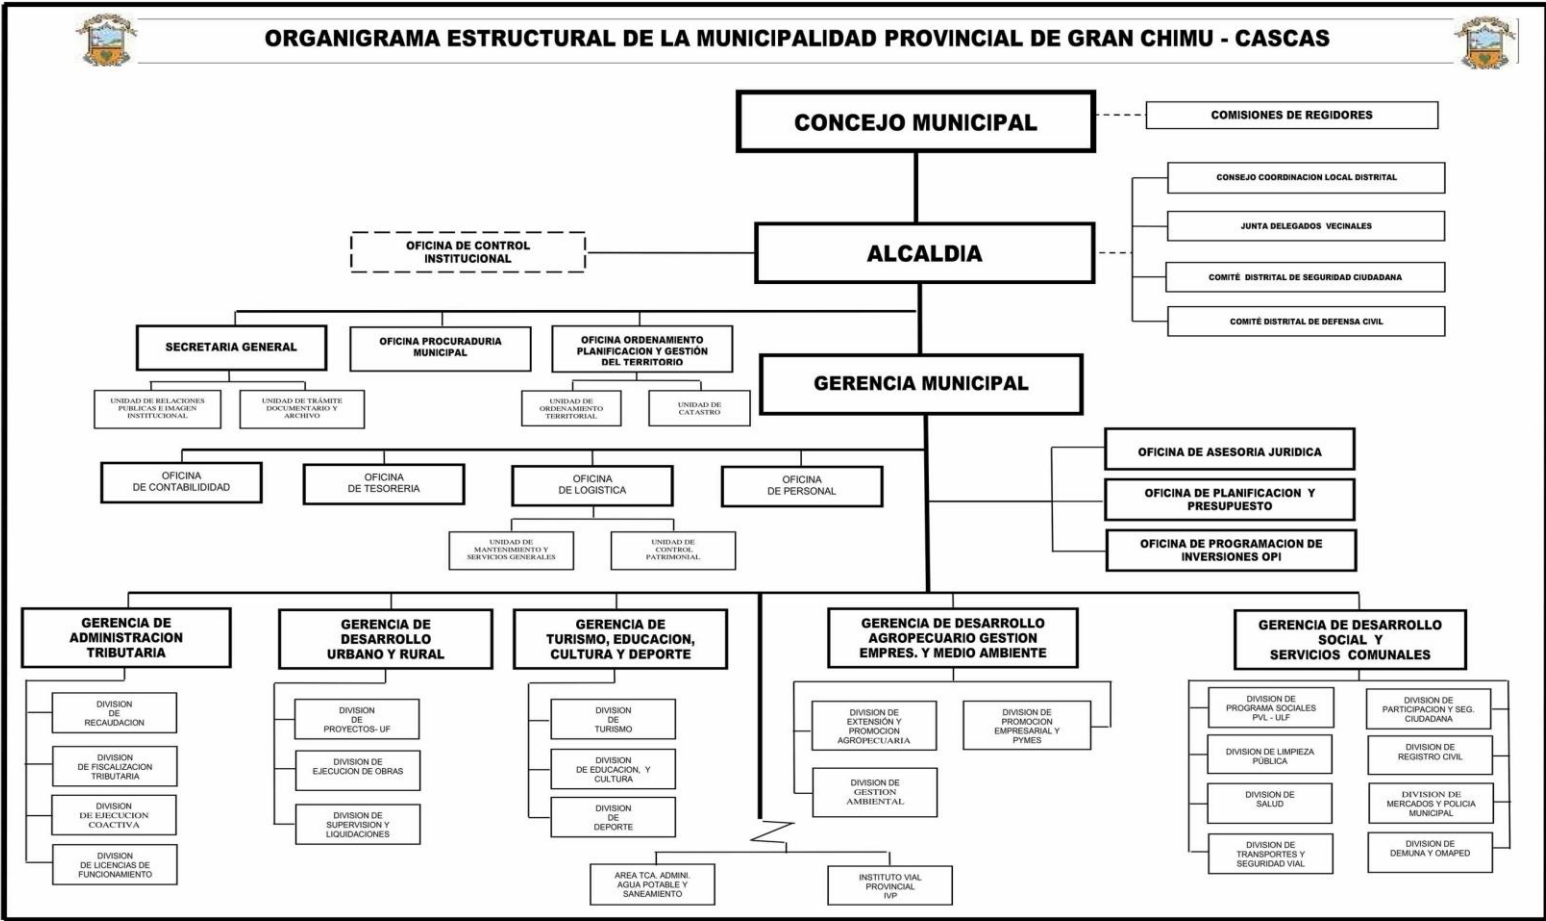 ORGANIGRAMA ESTRUCTURAL DE LA MUNICIPALIDAD PROVINCIAL DE GRAN CHIMU - CASCAS
CONCEJO MUNICIPAL
COMISIONES DE REGIDORES
CONSEJO COORDINACION LOCAL DISTRITAL
JUNTA DELEGADOS VECINALES
COMITÉ DISTRITAL DE SEGURIDAD CIUDADANA
COMITÉ DISTRITAL DE DEFENSA CIVIL
OFICINA DE CONTROL
INSTITUCIONAL
ALCALDIA
SECRETARIA GENERAL
OFICINA PROCURADURIA
MUNICIPAL
OFICINA ORDENAMIENTO
PLANIFICACION Y GESTIÓN
DEL TERRITORIO
UNIDAD DE RELACIONES
PUBLICAS E IMAGEN
INSTITUCIONAL
UNIDAD DE TRÁMITE
DOCUMENTARIO Y
ARCHIVO
UNIDAD DE
ORDENAMIENTO
TERRITORIAL
UNIDAD DE
CATASTRO
GERENCIA MUNICIPAL
OFICINA
DE CONTABILIDIDAD
OFICINA
DE TESORERIA
OFICINA
DE LOGISTICA
OFICINA
DE PERSONAL
UNIDAD DE
MANTENIMIENTO Y
SERVICIOS GENERALES
UNIDAD DE
CONTROL
PATRIMONIAL
OFICINA DE ASESORIA JURIDICA
OFICINA DE PLANIFICACION Y
PRESUPUESTO
OFICINA DE PROGRAMACION DE
INVERSIONES OPI
GERENCIA DE
ADMINISTRACION
TRIBUTARIA
DIVISION
DE
RECAUDACION
DIVISION
DE FISCALIZACION
TRIBUTARIA
DIVISION
DE EJECUCION
COACTIVA
DIVISION
DE LICENCIAS DE
FUNCIONAMIENTO
GERENCIA DE
DESARROLLO
URBANO Y RURAL
DIVISION
DE
PROYECTOS- UF
DIVISION DE
EJECUCION DE OBRAS
DIVISION DE
SUPERVISION Y
LIQUIDACIONES
GERENCIA DE
TURISMO, EDUCACION,
CULTURA Y DEPORTE
DIVISION
DE
TURISMO
DIVISION
DE EDUCACION, Y
CULTURA
DIVISION
DE
DEPORTE
AREA TCA. ADMINI.
AGUA POTABLE Y
SANEAMIENTO
INSTITUTO VIAL
PROVINCIAL
IVP
GERENCIA DE DESARROLLO
AGROPECUARIO GESTION
EMPRES. Y MEDIO AMBIENTE
DIVISION DE
EXTENSIÓN Y
PROMOCION
AGROPECUARIA
DIVISION DE
PROMOCION
EMPRESARIAL Y
PYMES
DIVISION DE
GESTION
AMBIENTAL
GERENCIA DE DESARROLLO
SOCIAL Y
SERVICIOS COMUNALES
DIVISION DE
PROGRAMA SOCIALES
PVL - ULF
DIVISION DE LIMPIEZA
PÚBLICA
DIVISION DE
SALUD
DIVISION DE
TRANSPORTES Y
SEGURIDAD VIAL
DIVISION DE
PARTICIPACION Y SEG.
CIUDADANA
DIVISION DE
REGISTRO CIVIL
DIVISION DE
MERCADOS Y POLICIA
MUNICIPAL
DIVISION DE
DEMUNA Y OMAPED